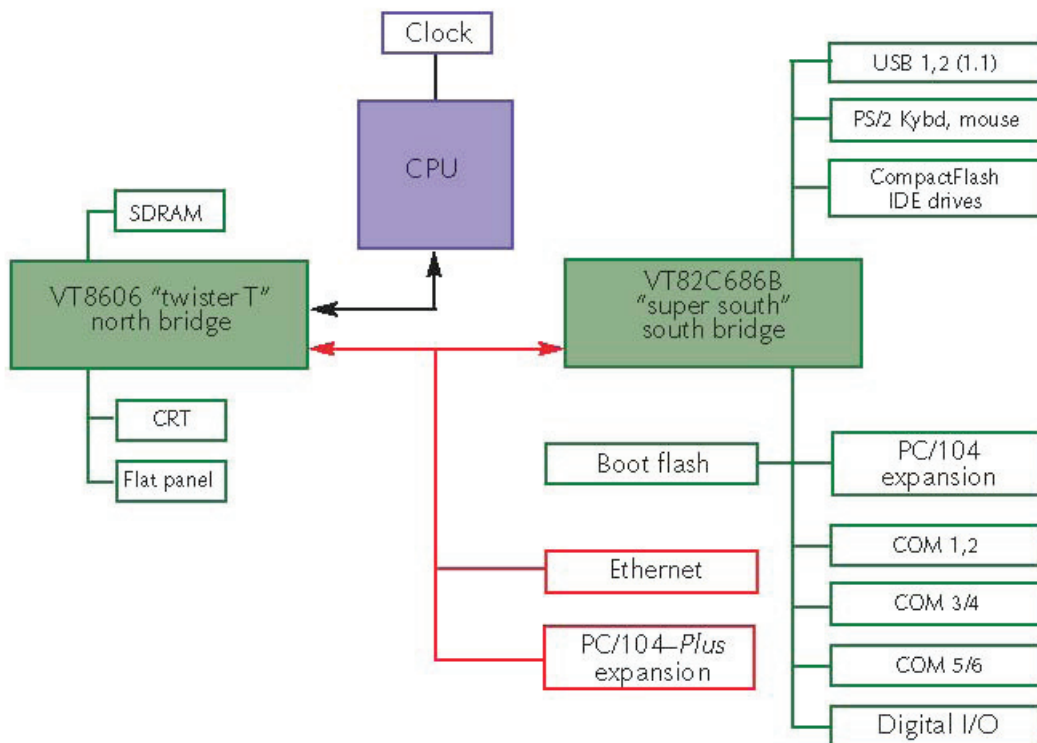 Clock
CPU
SDRAM
VT8606 "twister T"
north bridge
CRT
Flat panel
USB 1,2 (1.1)
PS/2 Kybd, mouse
CompactFlash
IDE drives
VT82C686B
"super south"
south bridge
Boot flash
PC/104
expansion
Ethernet
PC/104–Plus
expansion
COM 1,2
COM 3/4
COM 5/6
Digital I/O